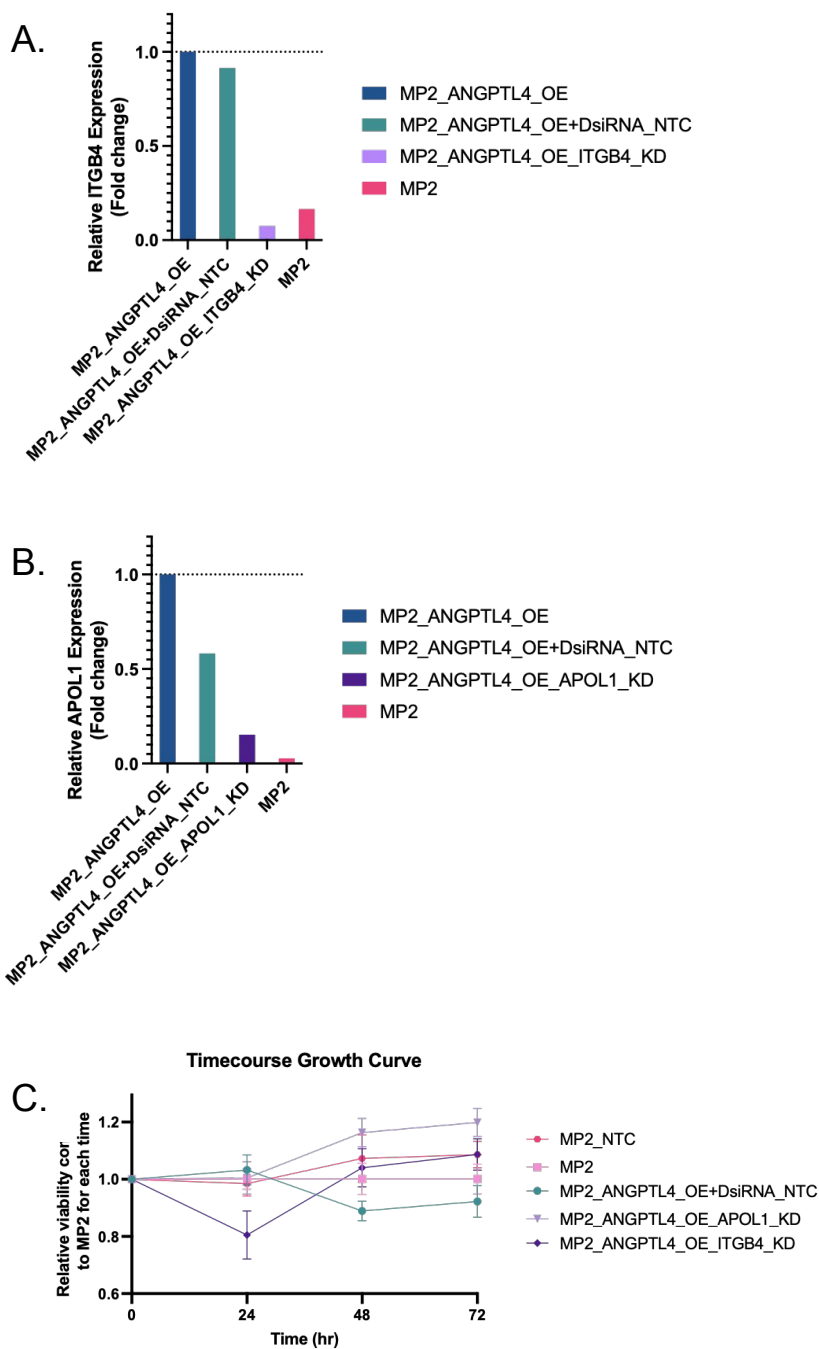 A.
Relative ITGB4 Expression
(Fold change)
1.0
0.5
0.0
MP2_ANGPTL4_OE
MP2_ANGPTL4_OE+DsiRNA_NTC
MP2_ANGPTL4_OE_ITGB4_KD
MP2
MP2_ANGPTL4_OE
MP2_ANGPTL4_OE+DsiRNA_NTC
MP2_ANGPTL4_OE_ITGB4_KD
MP2
B.
Relative APOL1 Expression
(Fold change)
1.0
0.5
0.0
MP2_ANGPTL4_OE
MP2_ANGPTL4_OE+DsiRNA_NTC
MP2_ANGPTL4_OE_APOL1_KD
MP2
MP2_ANGPTL4_OE
MP2_ANGPTL4_OE+DsiRNA_NTC
MP2_ANGPTL4_OE_APOL1_KD
MP2
Timecourse Growth Curve
C.
Relative viability cor
to MP2 for each time
1.2
1.0
0.8
0.6
0
24
48
72
Time (hr)
MP2_NTC
MP2
MP2_ANGPTL4_OE+DsiRNA_NTC
MP2_ANGPTL4_OE_APOL1_KD
MP2_ANGPTL4_OE_ITGB4_KD